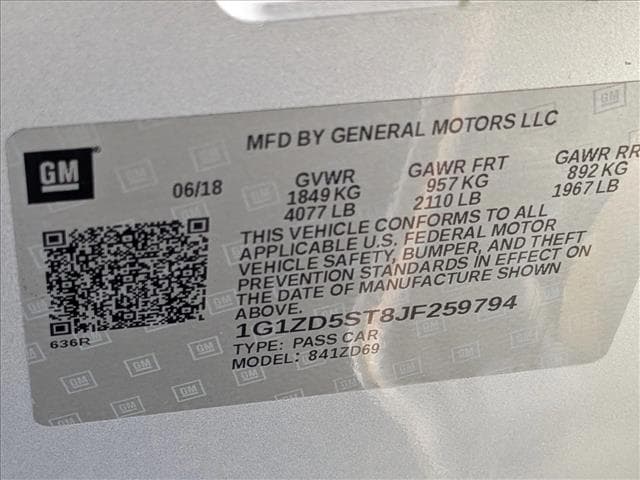 MFD BY GENERAL MOTORS LLC
GM
06/18
GVWR
1849 KG
4077 LB
GAWR FRT
957 KG
2110 LB
GAWR RR
892 KG
1967 LB
THIS VEHICLE CONFORMS TO ALL
APPLICABLE U.S. FEDERAL MOTOR
VEHICLE SAFETY, BUMPER, AND THEFT
PREVENTION STANDARDS IN EFFECT ON
THE DATE OF MANUFACTURE SHOWN
ABOVE.
1G1ZD5ST8JF259794
TYPE: PASS CAR
MODEL: 841ZD69
636R